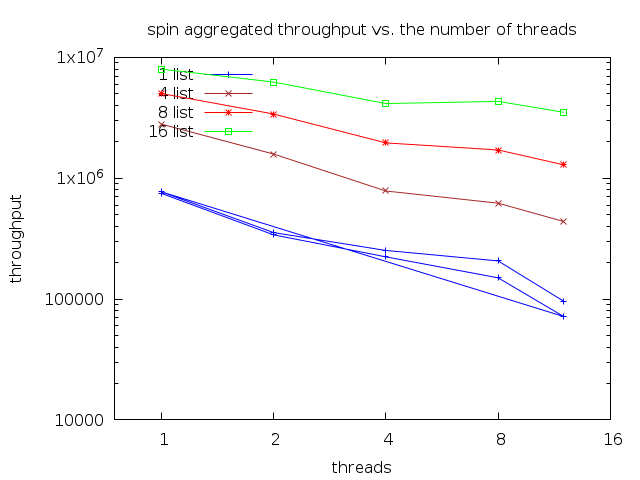 spin aggregated throughput vs. the number of threads
1x10^7
1 list
4 list
8 list
16 list
1x10^6
throughput
100000
10000
1 2 4 8 16
threads